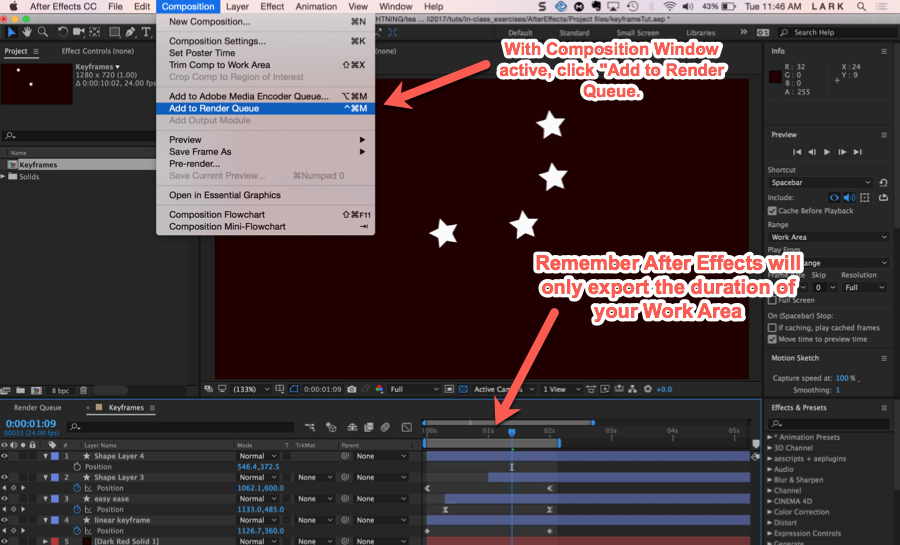 After Effects CC File Edit Composition Layer Effect Animation View Window Help 43% Tue 11:46 AM LARK
Default Standard Small Screen Libraries Search Help
Project Effect Controls (none)
Keyframes
1280 x 720 (1.00)
Δ 0:00:10:02, 24.00 fps
Name
Keyframes
Solids
8 bpc
New Composition... ⌘N
Composition Settings... ⌘K
Set Poster Time
Trim Comp to Work Area ⇧⌘X
Crop Comp to Region of Interest
Add to Adobe Media Encoder Queue... ⌥⌘M
Add to Render Queue ^⌘M
Add Output Module
Preview
Save Frame As
Pre-render...
Save Current Preview... ⌘Numpad 0
Open in Essential Graphics
Composition Flowchart ⇧⌘F11
Composition Mini-Flowchart
With Composition Window
active, click "Add to Render
Queue.
Remember After Effects will
only export the duration of
your Work Area
Info
R : 32 X : 24
G : 0 Y : 9
B : 0
A : 255
Preview
Shortcut
Spacebar
Include:
Cache Before Playback
Range
Work Area
Play From
Skip Resolution
0 Full
Full Screen
On (Spacebar) Stop:
If caching, play cached frames
Move time to preview time
Motion Sketch
Capture speed at: 100 %
Smoothing: 1
Effects & Presets
* Animation Presets
3D Channel
aescripts + aeplugins
Audio
Blur & Sharpen
Channel
CINEMA 4D
Color Correction
Distort
Expression Controls
Generate
(133%) 0:00:01:09 Full Active Camera 1 View +0.0
Render Queue Keyframes
0:00:01:09
00033 (24.00 fps)
# Layer Name Mode T TrkMat Parent
01s 02s 03s 04s 05s
1 Shape Layer 4 Normal None
Position 546.4,372.5
2 Shape Layer 3 Normal None None
Position 1062.1,600.0
3 easy ease Normal None None
Position 1133.0,485.0
4 linear keyframe Normal None None
Position 1126.7,360.0
5 [Dark Red Solid 1] Normal None None